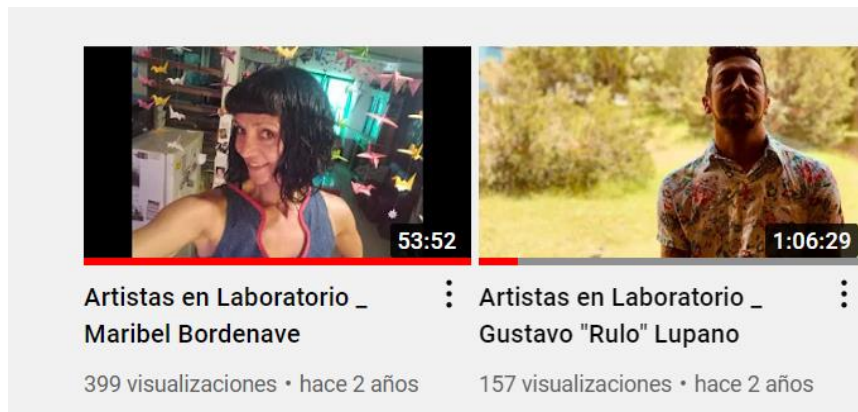 53:52
1:06:29
Artistas en Laboratorio _
Maribel Bordenave
399 visualizaciones • hace 2 años
Artistas en Laboratorio _
Gustavo "Rulo" Lupano
157 visualizaciones • hace 2 años